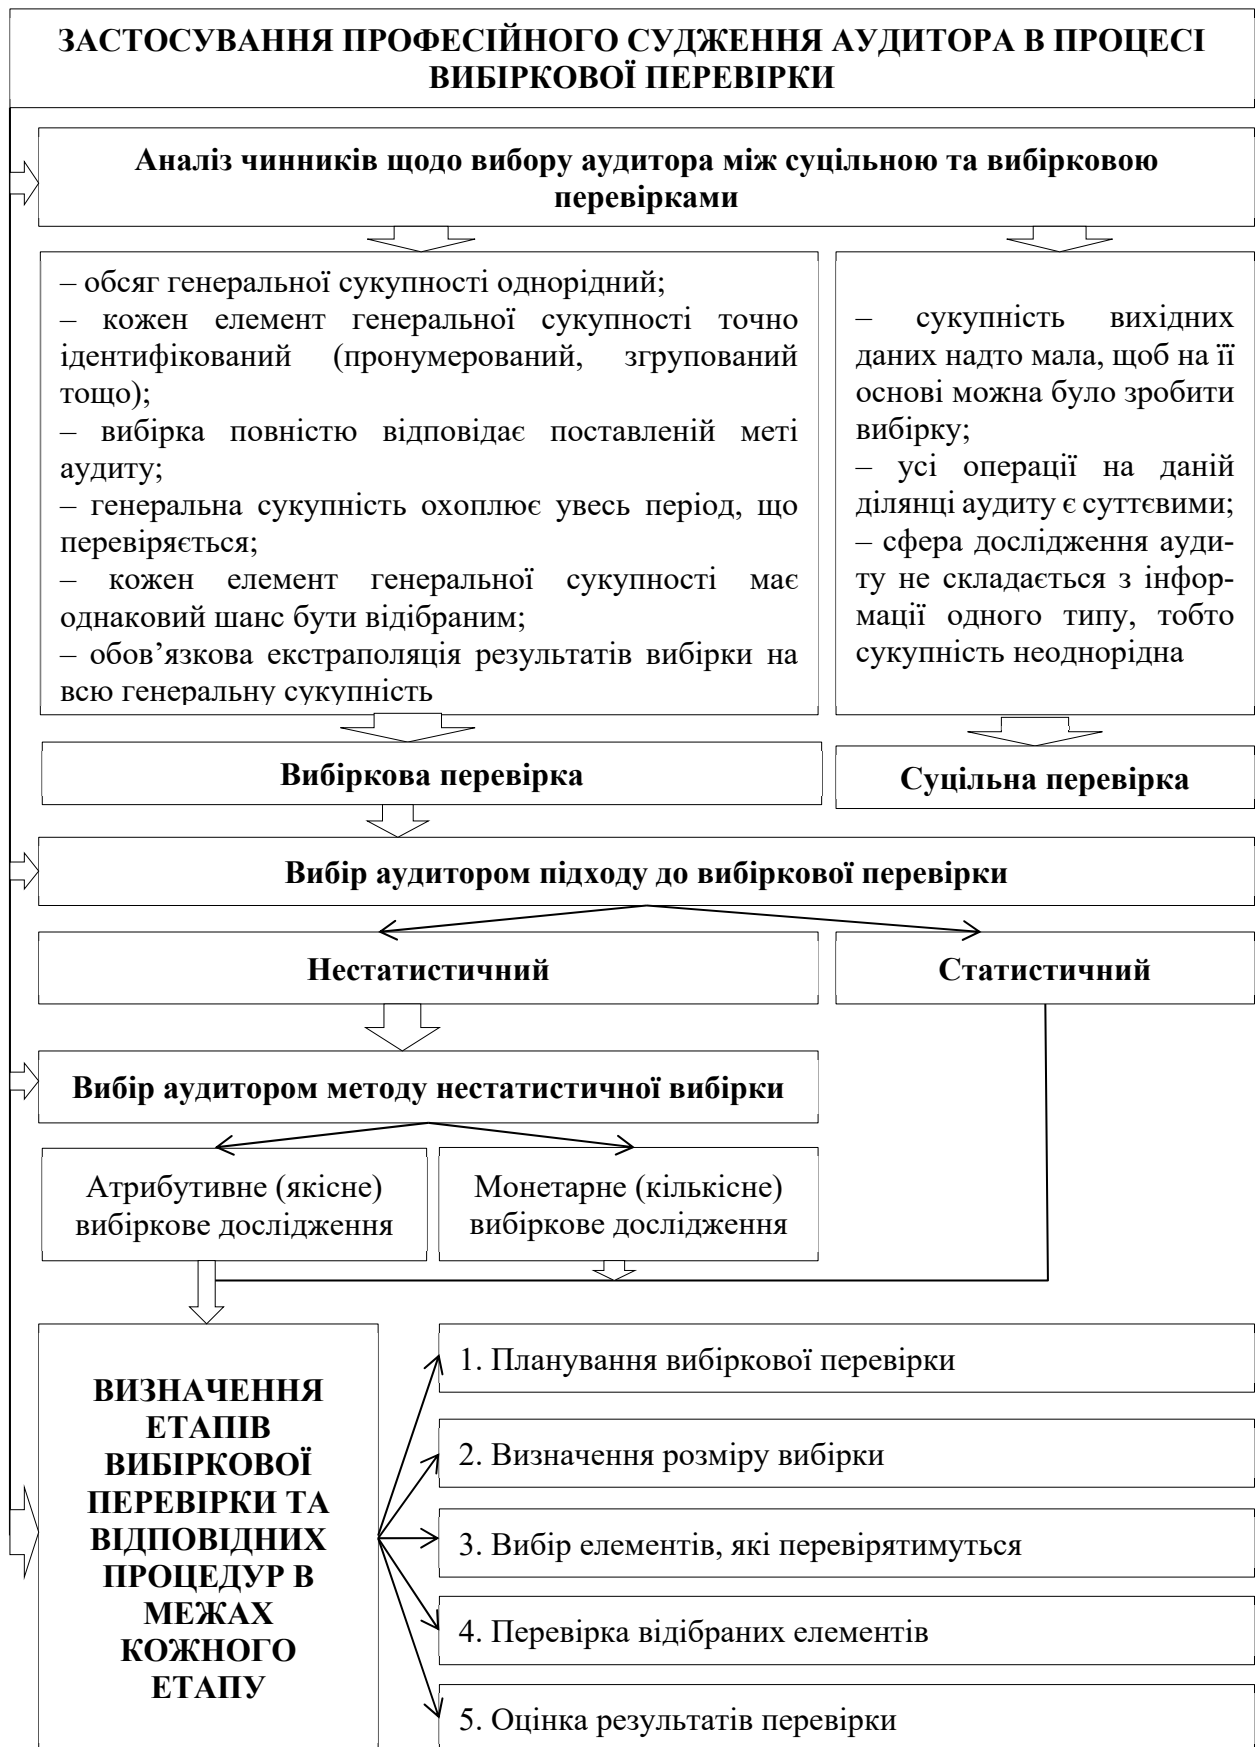 ЗАСТОСУВАННЯ ПРОФЕСІЙНОГО СУДЖЕННЯ АУДИТОРА В ПРОЦЕСІ
ВИБІРКОВОЇ ПЕРЕВІРКИ
Аналіз чинників щодо вибору аудитора між суцільною та вибірковою
перевірками
– обсяг генеральної сукупності однорідний;
– кожен елемент генеральної сукупності точно
ідентифікований (пронумерований, згрупований
тощо);
– вибірка повністю відповідає поставленій меті
аудиту;
– генеральна сукупність охоплює увесь період, що
перевіряється;
– кожен елемент генеральної сукупності має
однаковий шанс бути відібраним;
– обов’язкова екстраполяція результатів вибірки на
всю генеральну сукупність
– сукупність вихідних
даних надто мала, щоб на її
основі можна було зробити
вибірку;
– усі операції на даній
ділянці аудиту є суттєвими;
– сфера дослідження ауди-
ту не складається з інфор-
мації одного типу, тобто
сукупність неоднорідна
Вибіркова перевірка
Суцільна перевірка
Вибір аудитором підходу до вибіркової перевірки
Нестатистичний
Статистичний
Вибір аудитором методу нестатистичної вибірки
Атрибутивне (якісне)
вибіркове дослідження
Монетарне (кількісне)
вибіркове дослідження
ВИЗНАЧЕННЯ
ЕТАПІВ
ВИБІРКОВОЇ
ПЕРЕВІРКИ ТА
ВІДПОВІДНИХ
ПРОЦЕДУР В
МЕЖАХ
КОЖНОГО
ЕТАПУ
1. Планування вибіркової перевірки
2. Визначення розміру вибірки
3. Вибір елементів, які перевірятимуться
4. Перевірка відібраних елементів
5. Оцінка результатів перевірки